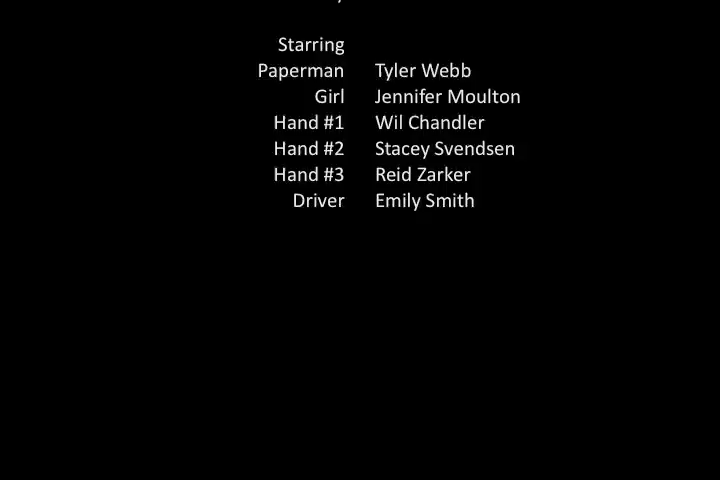 Starring
Paperman Tyler Webb
Girl Jennifer Moulton
Hand #1 Wil Chandler
Hand #2 Stacey Svendsen
Hand #3 Reid Zarker
Driver Emily Smith